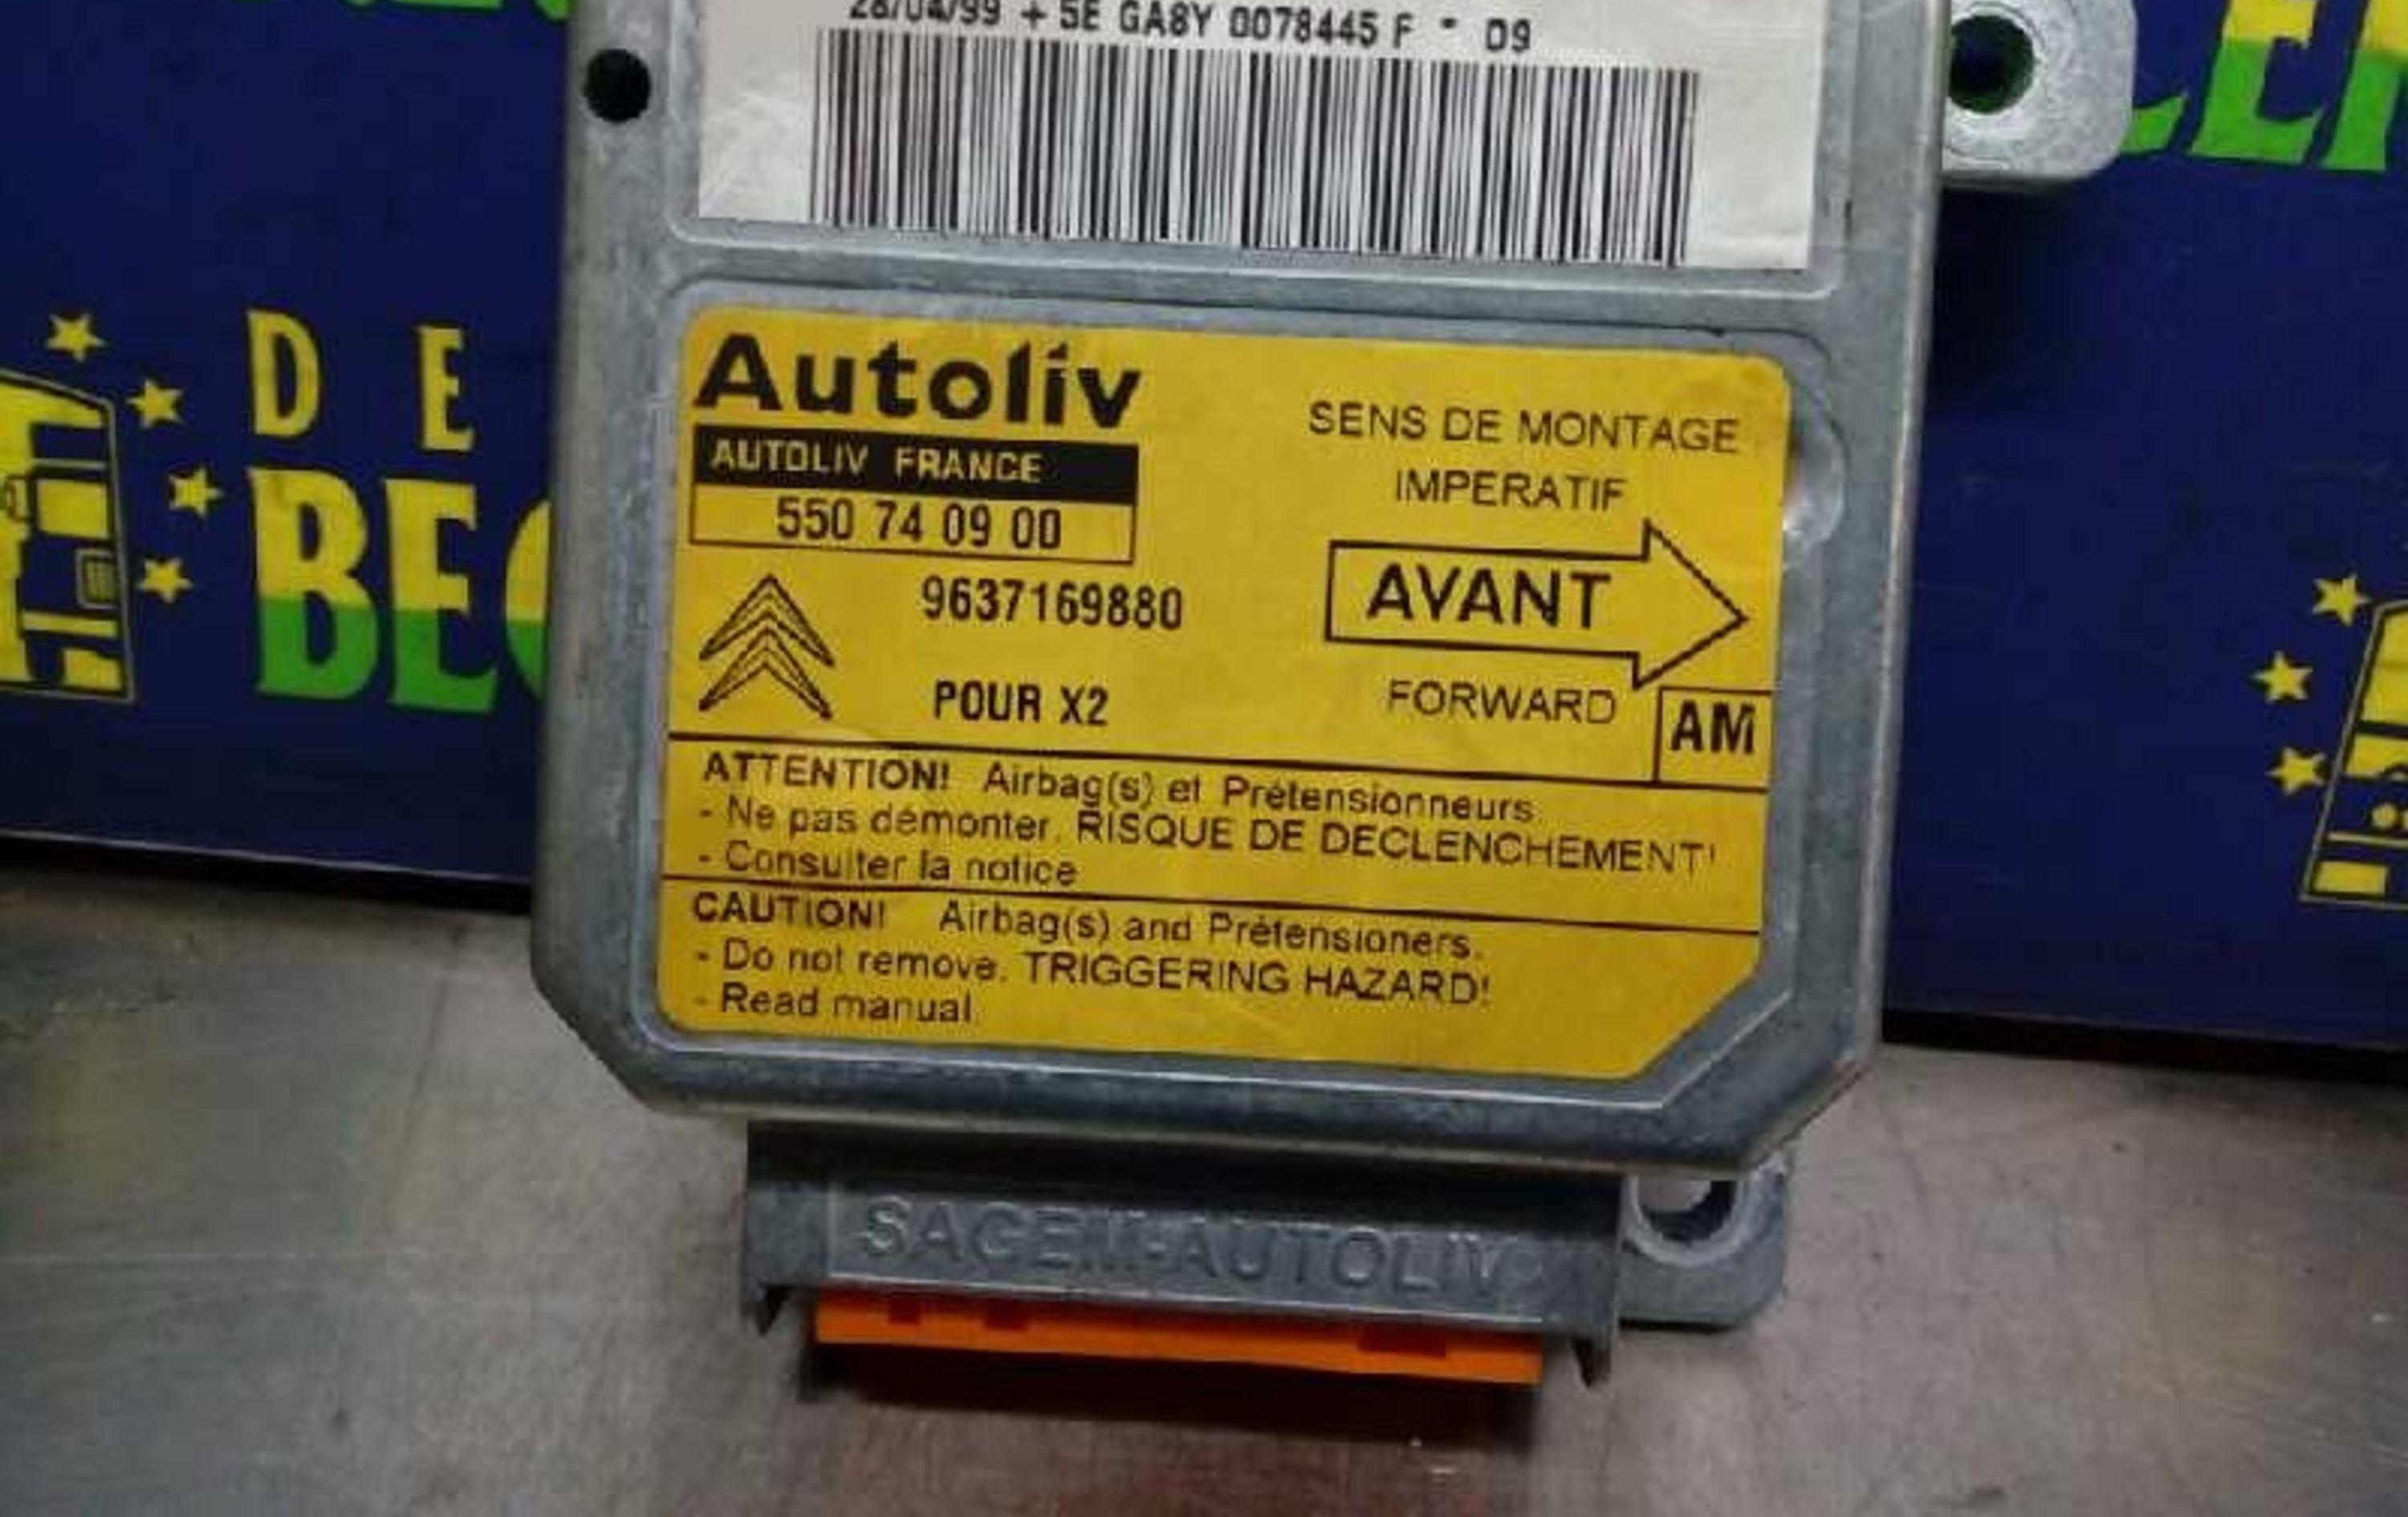 28/04/99 + 5E GA8Y 0078445 F - D9
Autoliv
AUTOLIV FRANCE
550 74 09 00
9637169880
POUR X2
SENS DE MONTAGE
IMPERATIF
AVANT
FORWARD
AM
ATTENTION! Airbag(s) et Prétensionneurs
- Ne pas démonter. RISQUE DE DECLENCHEMENT!
- Consulter la notice
CAUTION! Airbag(s) and Prétensioners.
- Do not remove. TRIGGERING HAZARD!
- Read manual
SAGEM-AUTOLIV
D E